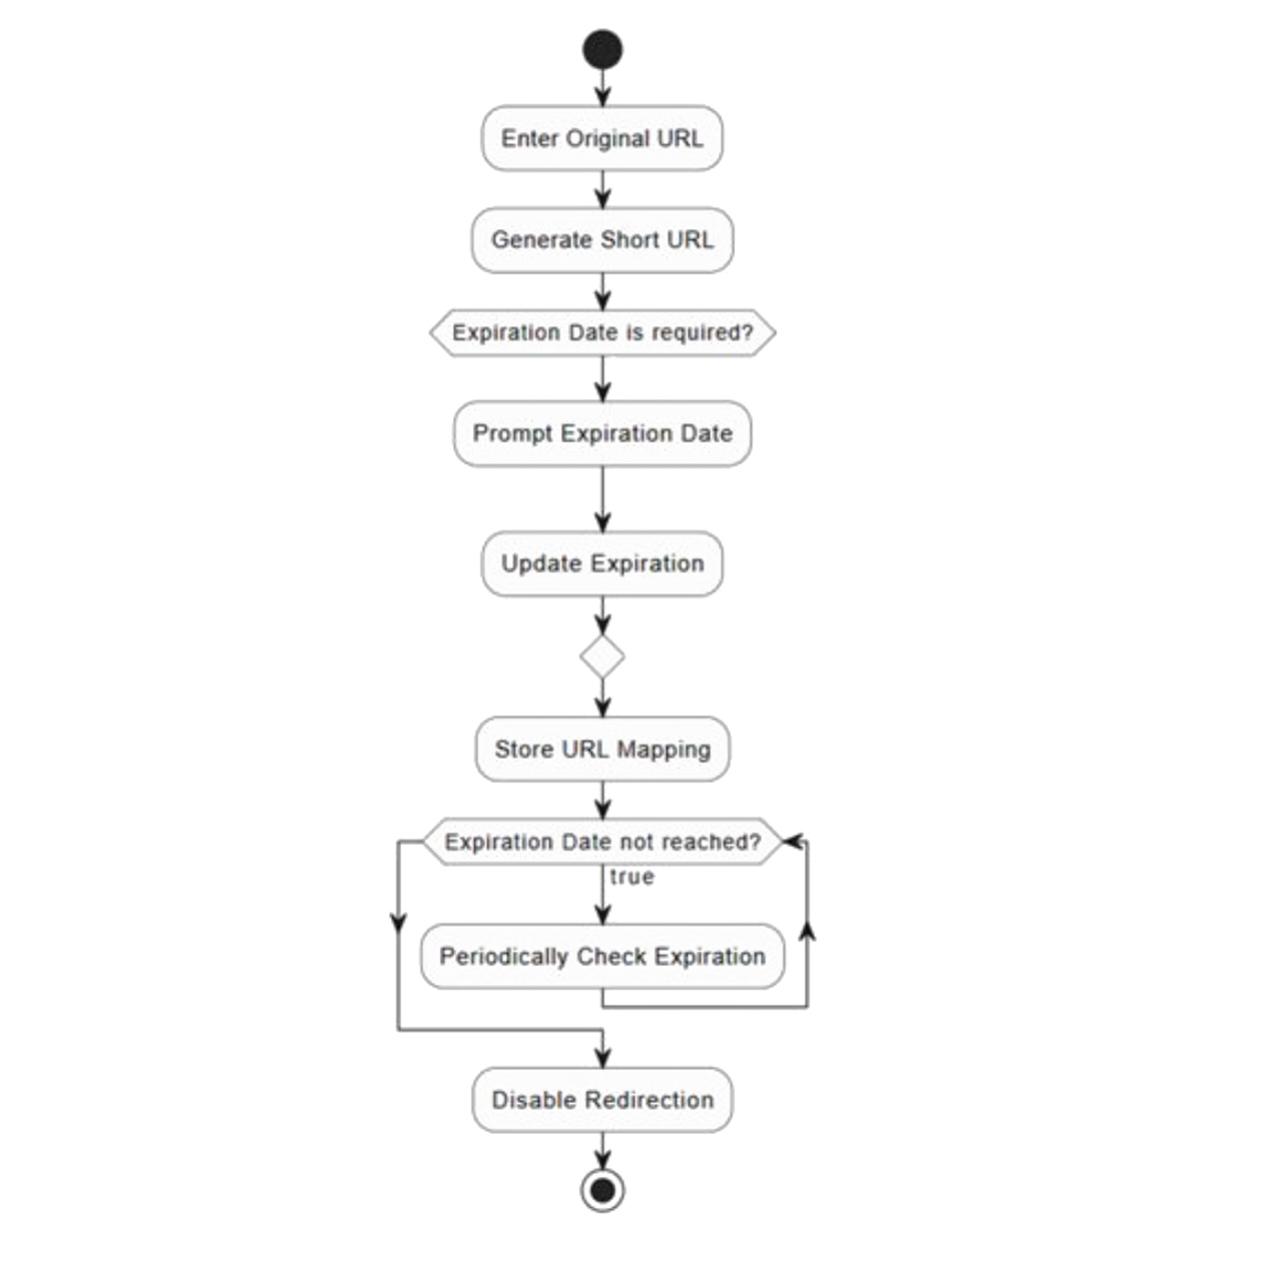 Enter Original URL
Generate Short URL
Expiration Date is required?
Prompt Expiration Date
Update Expiration
Store URL Mapping
Expiration Date not reached?
true
Periodically Check Expiration
Disable Redirection